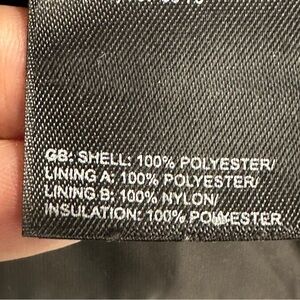 GB: SHELL: 100% POLYESTER/
LINING A: 100% POLYESTER/
LINING B: 100% NYLON/
INSULATION: 100% POLYESTER